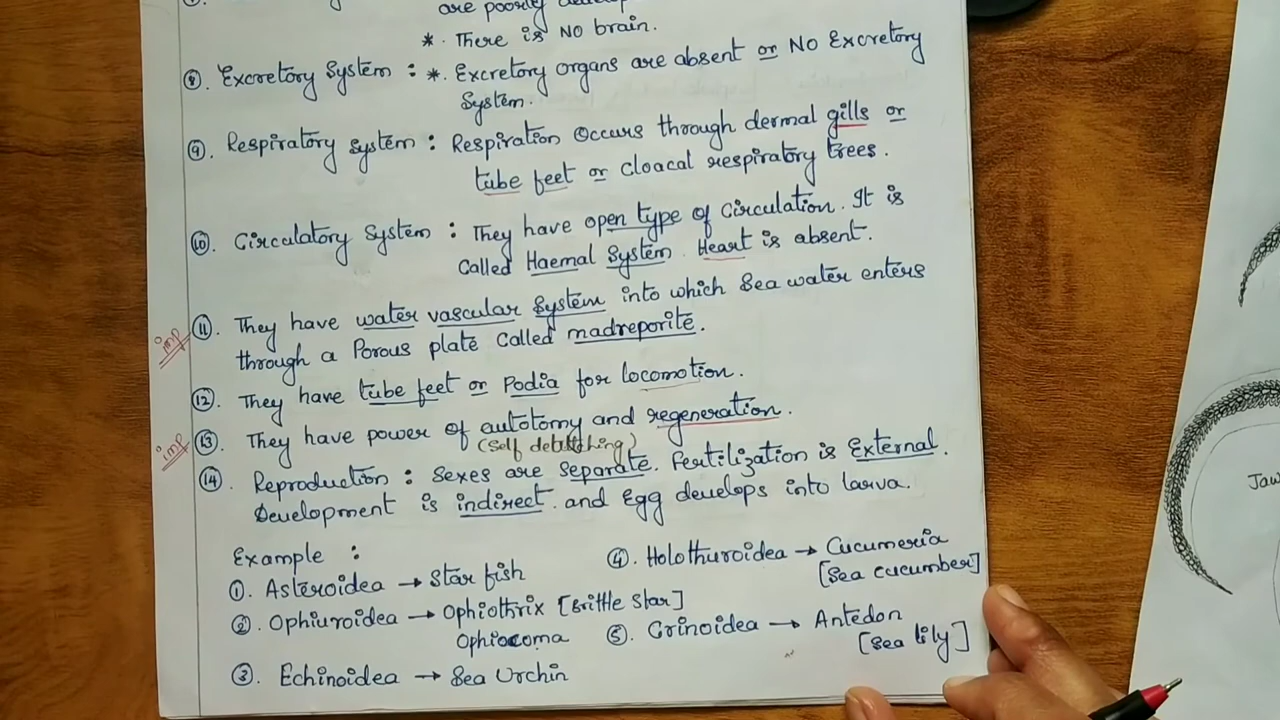 are poorly
*. There is NO brain.
⑧. Excretory System : *. Excretory organs are absent or No Excretory
System.
⑨. Respiratory System : Respiration Occurs through dermal gills or
tube feet or cloacal respiratory trees.
⑩. Circulatory System : They have open type of Circulation. It is
Called Haemal System. Heart is absent.
imp ⑪. They have water vascular System into which Sea water enters
through a Porous plate Called madreporite.
⑫. They have tube feet or Podia for locomotion.
imp ⑬. They have power of autotomy and regeneration.
(Self detatching)
⑭. Reproduction : Sexes are Separate. Fertilization is External.
Development is indirect. and Egg develops into larva.
Example :
①. Asteroidea → Star fish
②. Ophiuroidea → Ophiothrix [Brittle Star]
Ophiocoma
③. Echinoidea → Sea Urchin
④. Holothuroidea → Cucumeria
[Sea cucumber]
⑤. Crinoidea → Antedon
[Sea lily]
Jaw